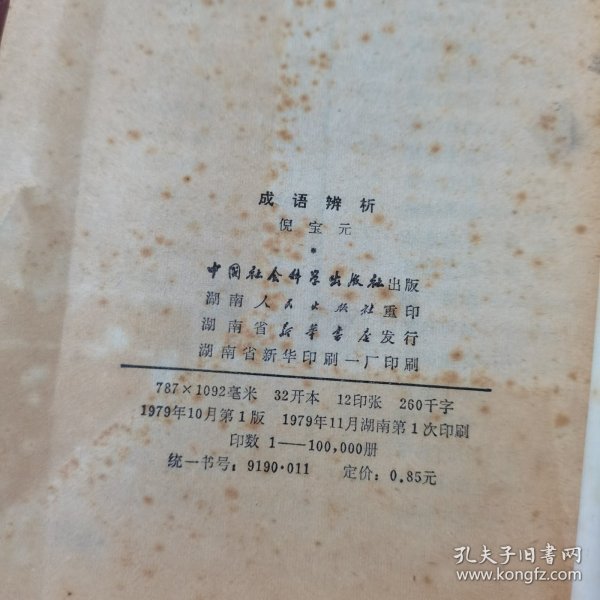 成语辨析
倪宝元
*
中国社会科学出版社出版
湖南人民出版社重印
湖南省新华书店发行
湖南省新华印刷一厂印刷
787×1092毫米 32开本 12印张 260千字
1979年10月第1版 1979年11月湖南第1次印刷
印数 1——100,000册
统一书号：9190·011 定价：0.85元
孔夫子旧书网
www.kongfz.com